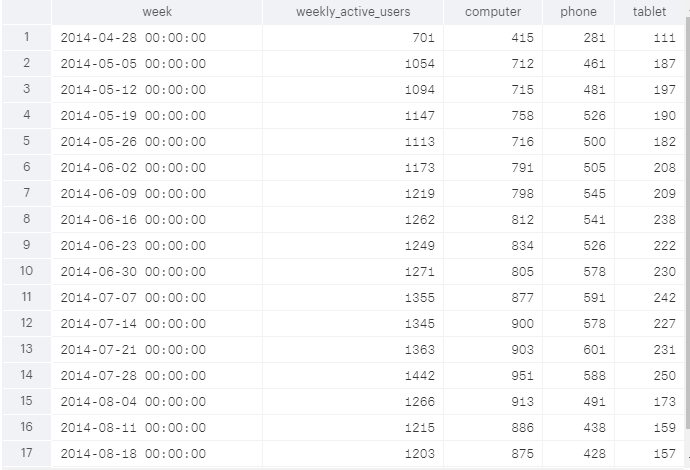 week weekly_active_users computer phone tablet
1 2014-04-28 00:00:00 701 415 281 111
2 2014-05-05 00:00:00 1054 712 461 187
3 2014-05-12 00:00:00 1094 715 481 197
4 2014-05-19 00:00:00 1147 758 526 190
5 2014-05-26 00:00:00 1113 716 500 182
6 2014-06-02 00:00:00 1173 791 505 208
7 2014-06-09 00:00:00 1219 798 545 209
8 2014-06-16 00:00:00 1262 812 541 238
9 2014-06-23 00:00:00 1249 834 526 222
10 2014-06-30 00:00:00 1271 805 578 230
11 2014-07-07 00:00:00 1355 877 591 242
12 2014-07-14 00:00:00 1345 900 578 227
13 2014-07-21 00:00:00 1363 903 601 231
14 2014-07-28 00:00:00 1442 951 588 250
15 2014-08-04 00:00:00 1266 913 491 173
16 2014-08-11 00:00:00 1215 886 438 159
17 2014-08-18 00:00:00 1203 875 428 157